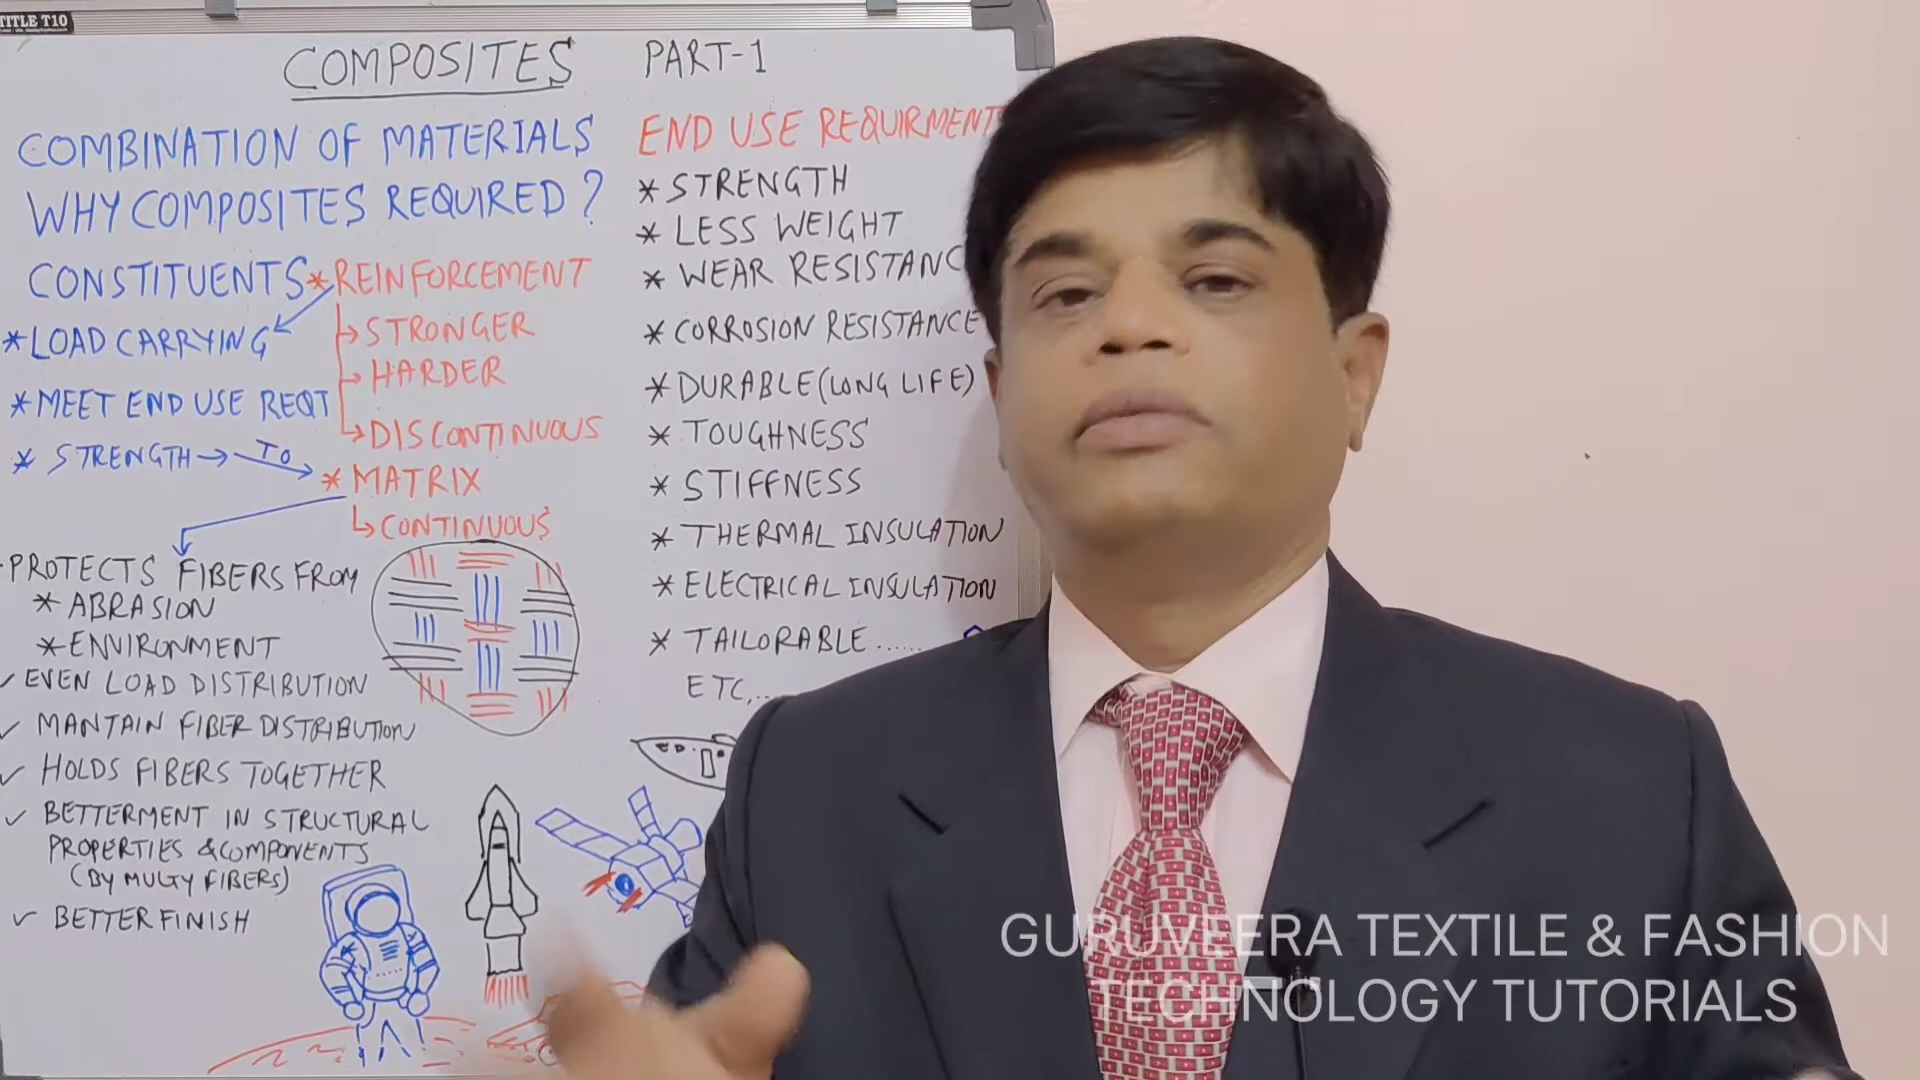 TITLE T10
COMPOSITES PART-1
COMBINATION OF MATERIALS
WHY COMPOSITES REQUIRED ?
CONSTITUENTS * REINFORCEMENT
* LOAD CARRYING
STRONGER
HARDER
* MEET END USE REQT
DISCONTINUOUS
* STRENGTH → TO
* MATRIX
CONTINUOUS
PROTECTS FIBERS FROM
* ABRASION
* ENVIRONMENT
✓ EVEN LOAD DISTRIBUTION
✓ MANTAIN FIBER DISTRIBUTION
✓ HOLDS FIBERS TOGETHER
✓ BETTERMENT IN STRUCTURAL
PROPERTIES & COMPONENTS
(BY MULTY FIBERS)
✓ BETTER FINISH
END USE REQUIRMENT
* STRENGTH
* LESS WEIGHT
* WEAR RESISTANC
* CORROSION RESISTANCE
* DURABLE (LONG LIFE)
* TOUGHNESS
* STIFFNESS
* THERMAL INSULATION
* ELECTRICAL INSULATION
* TAILORABLE ......
ETC,....
GURUVEERA TEXTILE & FASHION
TECHNOLOGY TUTORIALS